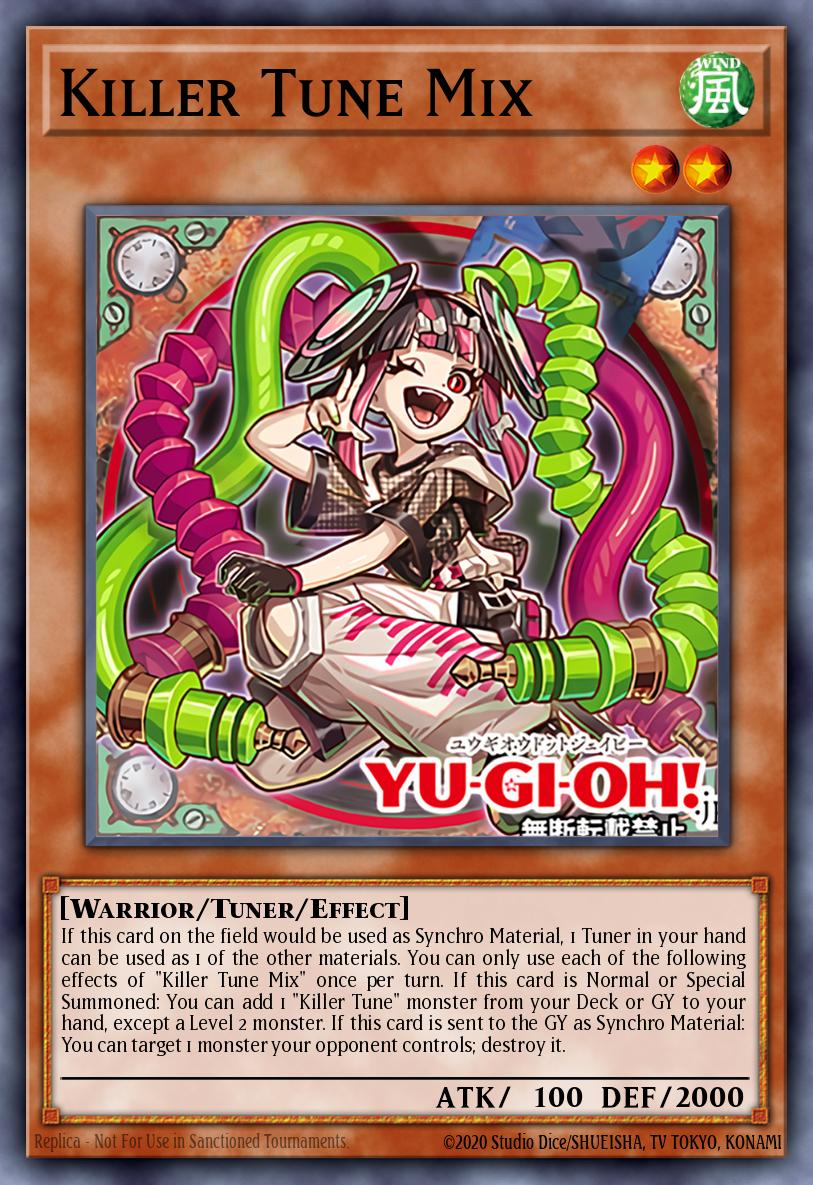 Killer Tune Mix
WIND
風
ユウギオウドットジェイピー
YU-GI-OH!
無断転載禁止
[Warrior/Tuner/Effect]
If this card on the field would be used as Synchro Material, 1 Tuner in your hand
can be used as 1 of the other materials. You can only use each of the following
effects of "Killer Tune Mix" once per turn. If this card is Normal or Special
Summoned: You can add 1 "Killer Tune" monster from your Deck or GY to your
hand, except a Level 2 monster. If this card is sent to the GY as Synchro Material:
You can target 1 monster your opponent controls; destroy it.
ATK/ 100 DEF/2000
Replica - Not For Use in Sanctioned Tournaments.
©2020 Studio Dice/SHUEISHA, TV TOKYO, KONAMI